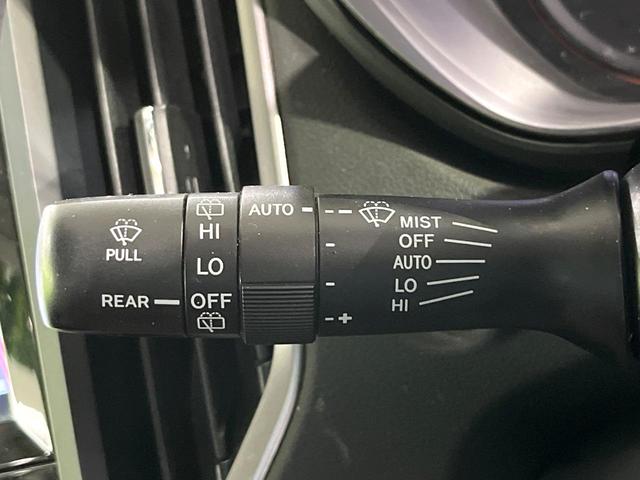 PULL
REAR
HI
LO
OFF
AUTO
- +
MIST
OFF
AUTO
LO
HI